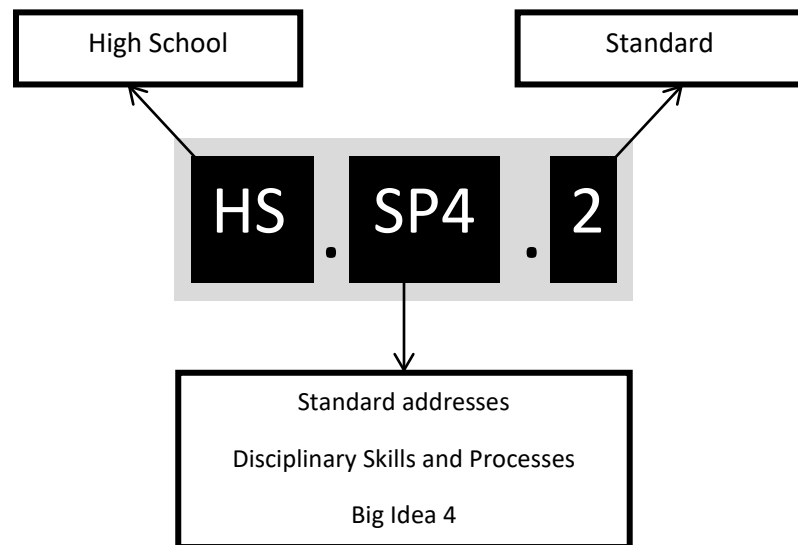 High School
Standard
HS . SP4 . 2
Standard addresses
Disciplinary Skills and Processes
Big Idea 4